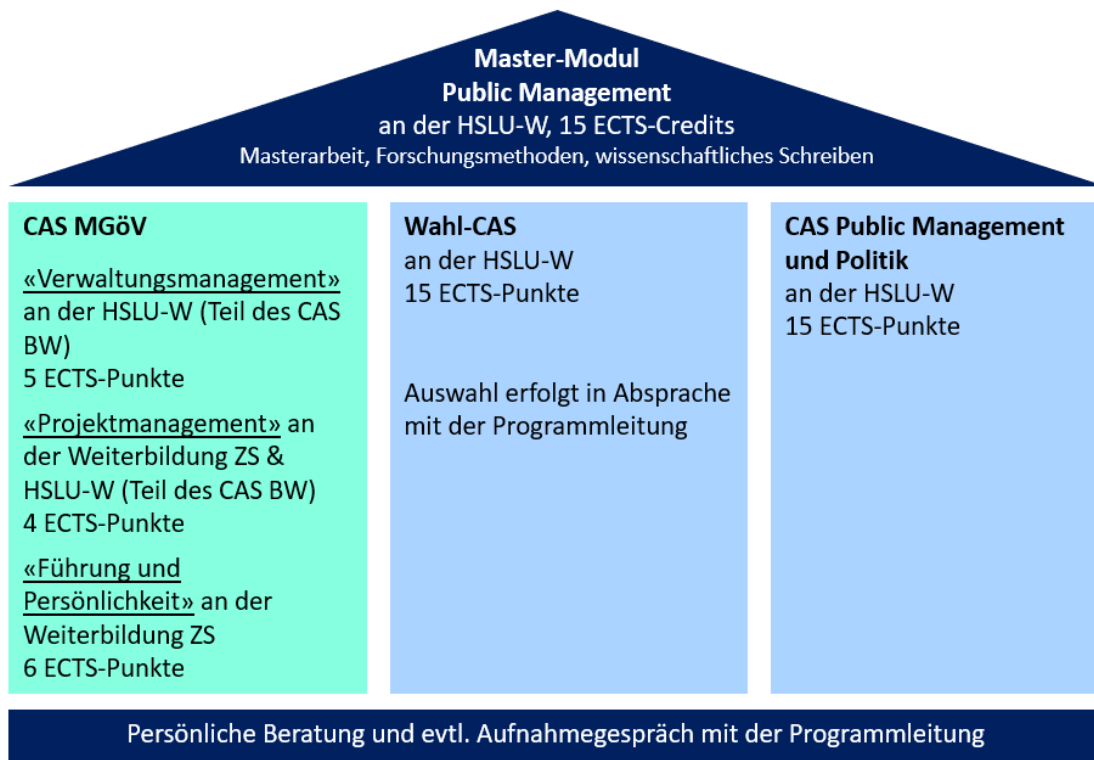 Master-Modul
Public Management
an der HSLU-W, 15 ECTS-Credits
Masterarbeit, Forschungsmethoden, wissenschaftliches Schreiben
CAS MGöV
«Verwaltungsmanagement»
an der HSLU-W (Teil des CAS
BW)
5 ECTS-Punkte
«Projektmanagement» an
der Weiterbildung ZS &
HSLU-W (Teil des CAS BW)
4 ECTS-Punkte
«Führung und
Persönlichkeit» an der
Weiterbildung ZS
6 ECTS-Punkte
Wahl-CAS
an der HSLU-W
15 ECTS-Punkte
Auswahl erfolgt in Absprache
mit der Programmleitung
CAS Public Management
und Politik
an der HSLU-W
15 ECTS-Punkte
Persönliche Beratung und evtl. Aufnahmegespräch mit der Programmleitung